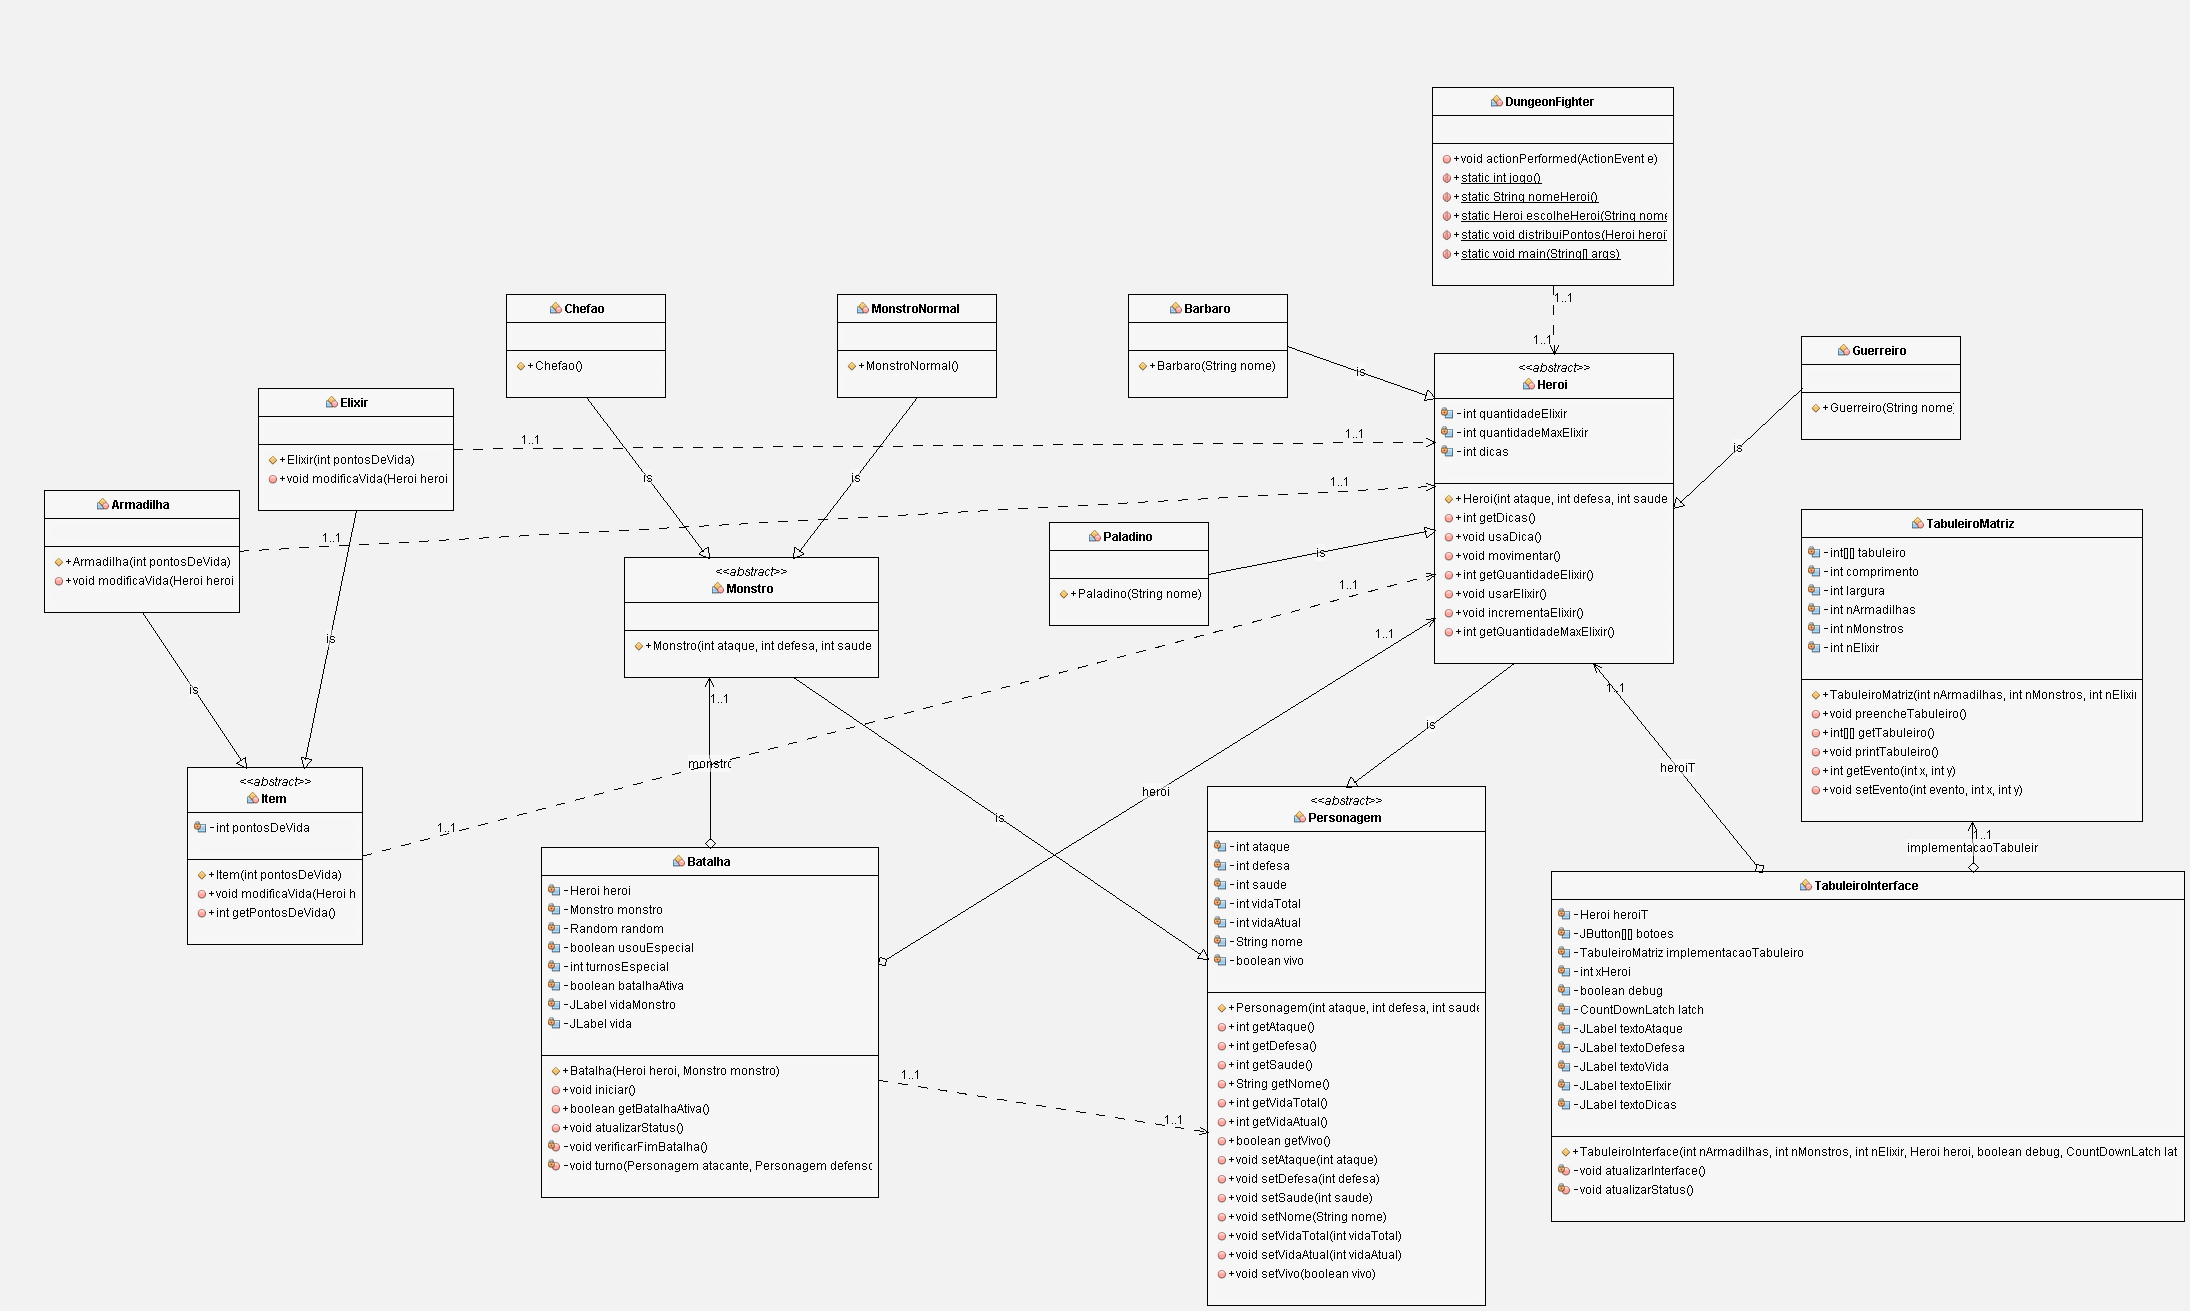 DungeonFighter
+void actionPerformed(ActionEvent e)
+static int jogo()
+static String nomeHeroi()
+static Heroi escolheHeroi(String nome
+static void distribuiPontos(Heroi heroi
+static void main(String[] args)
1..1
1..1
Chefao
+Chefao()
MonstroNormal
+MonstroNormal()
Barbaro
+Barbaro(String nome)
is
Guerreiro
+Guerreiro(String nome
is
<<abstract>>
Heroi
-int quantidadeElixir
-int quantidadeMaxElixir
-int dicas
+Heroi(int ataque, int defesa, int saude
+int getDicas()
+void usaDica()
+void movimentar()
+int getQuantidadeElixir()
+void usarElixir()
+void incrementaElixir()
+int getQuantidadeMaxElixir()
Elixir
+Elixir(int pontosDeVida)
+void modificaVida(Heroi heroi
1..1
1..1
is
is
Armadilha
+Armadilha(int pontosDeVida)
+void modificaVida(Heroi heroi
1..1
1..1
Paladino
+Paladino(String nome)
is
TabuleiroMatriz
-int[][] tabuleiro
-int comprimento
-int largura
-int nArmadilhas
-int nMonstros
-int nElixir
+TabuleiroMatriz(int nArmadilhas, int nMonstros, int nElixir
+void preencheTabuleiro()
+int[][] getTabuleiro()
+void printTabuleiro()
+int getEvento(int x, int y)
+void setEvento(int evento, int x, int y)
<<abstract>>
Monstro
+Monstro(int ataque, int defesa, int saude
1..1
1..1
is
is
1..1
monstro
is
heroi
is
1..1
heroiT
1..1
implementacaoTabuleir
<<abstract>>
Item
-int pontosDeVida
+Item(int pontosDeVida)
+void modificaVida(Heroi h
+int getPontosDeVida()
1..1
Batalha
-Heroi heroi
-Monstro monstro
-Random random
-boolean usouEspecial
-int turnosEspecial
-boolean batalhaAtiva
-JLabel vidaMonstro
-JLabel vida
+Batalha(Heroi heroi, Monstro monstro)
+void iniciar()
+boolean getBatalhaAtiva()
+void atualizarStatus()
-void verificarFimBatalha()
-void turno(Personagem atacante, Personagem defenso
1..1
1..1
<<abstract>>
Personagem
-int ataque
-int defesa
-int saude
-int vidaTotal
-int vidaAtual
-String nome
-boolean vivo
+Personagem(int ataque, int defesa, int saude
+int getAtaque()
+int getDefesa()
+int getSaude()
+String getNome()
+int getVidaTotal()
+int getVidaAtual()
+boolean getVivo()
+void setAtaque(int ataque)
+void setDefesa(int defesa)
+void setSaude(int saude)
+void setNome(String nome)
+void setVidaTotal(int vidaTotal)
+void setVidaAtual(int vidaAtual)
+void setVivo(boolean vivo)
TabuleiroInterface
-Heroi heroiT
-JButton[][] botoes
-TabuleiroMatriz implementacaoTabuleiro
-int xHeroi
-boolean debug
-CountDownLatch latch
-JLabel textoAtaque
-JLabel textoDefesa
-JLabel textoVida
-JLabel textoElixir
-JLabel textoDicas
+TabuleiroInterface(int nArmadilhas, int nMonstros, int nElixir, Heroi heroi, boolean debug, CountDownLatch lat
-void atualizarInterface()
-void atualizarStatus()